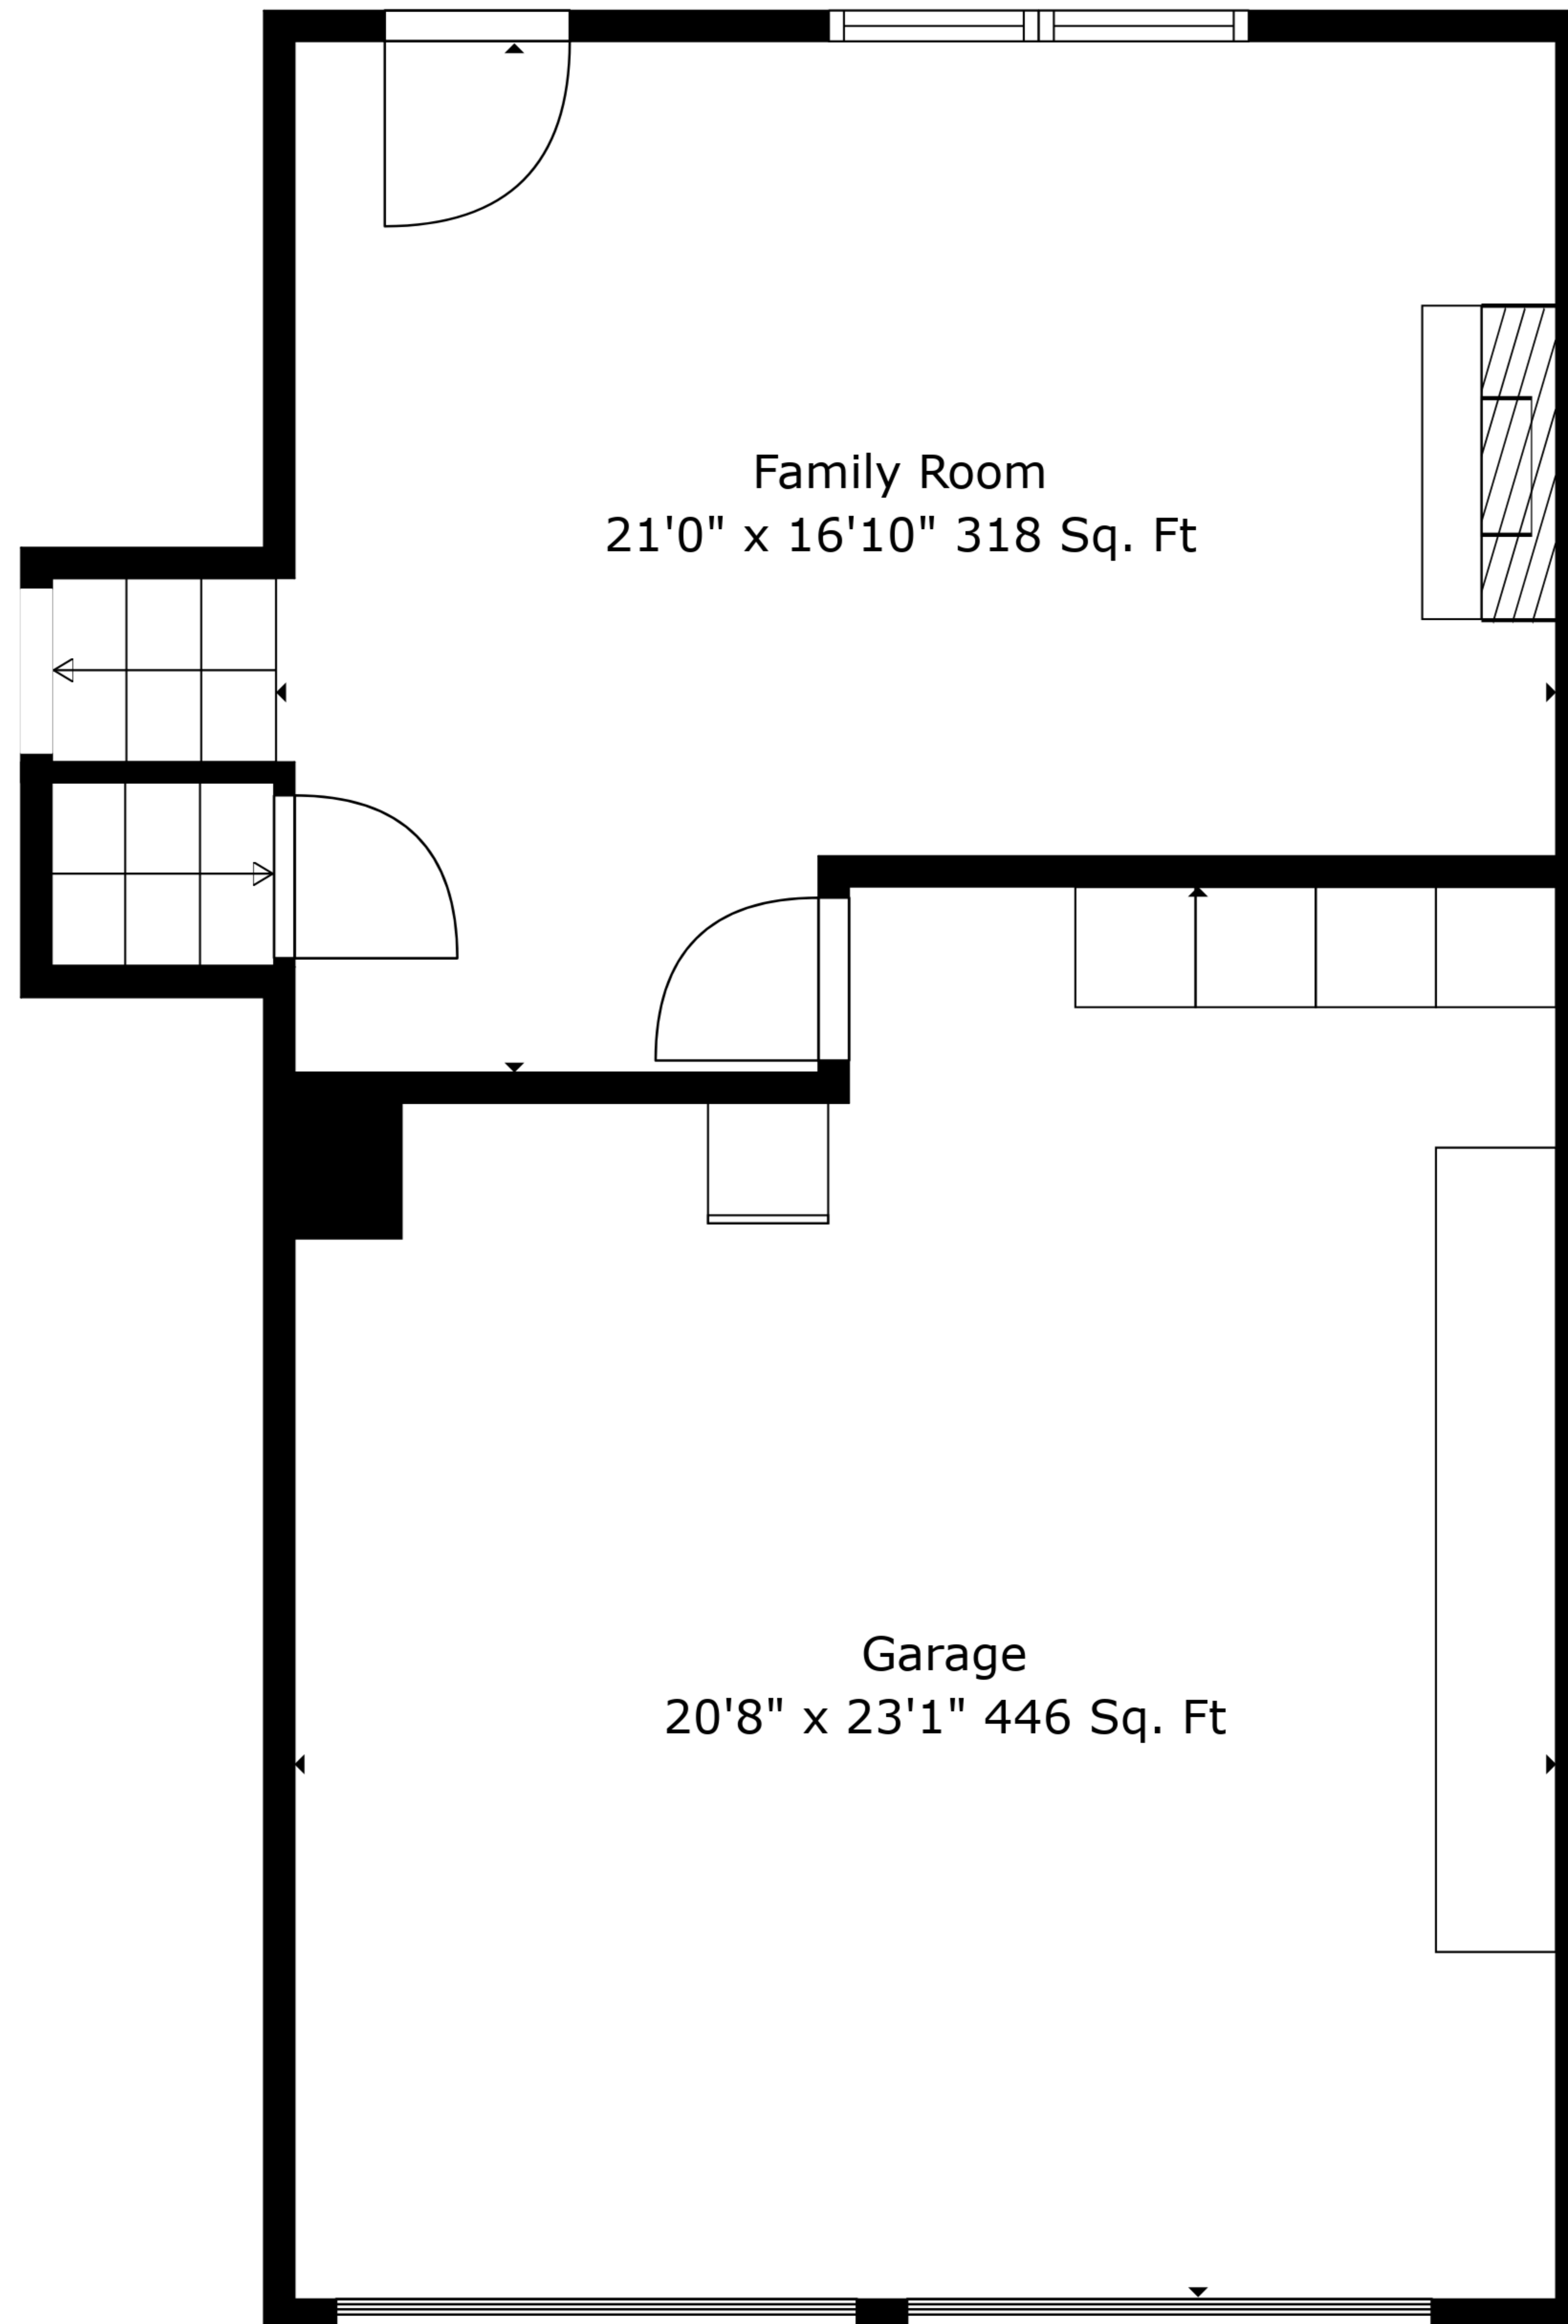 Family Room
21'0" x 16'10" 318 Sq. Ft
Garage
20'8" x 23'1" 446 Sq. Ft